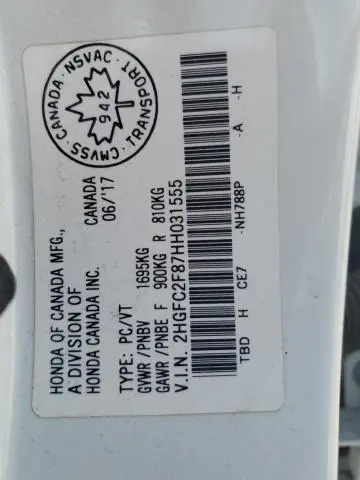 HONDA OF CANADA MFG.,
A DIVISION OF
HONDA CANADA INC.
CANADA
06/'17
TYPE: PC/VT
GVWR/PNBV 1695KG
GAWR/PNBE F 900KG R 810KG
V.I.N. 2HGFC2F87HH031555
TBD H CE7 -NH788P -A -H
CANADA · NSVAC · TRANSPORT · CMVSS ·
942